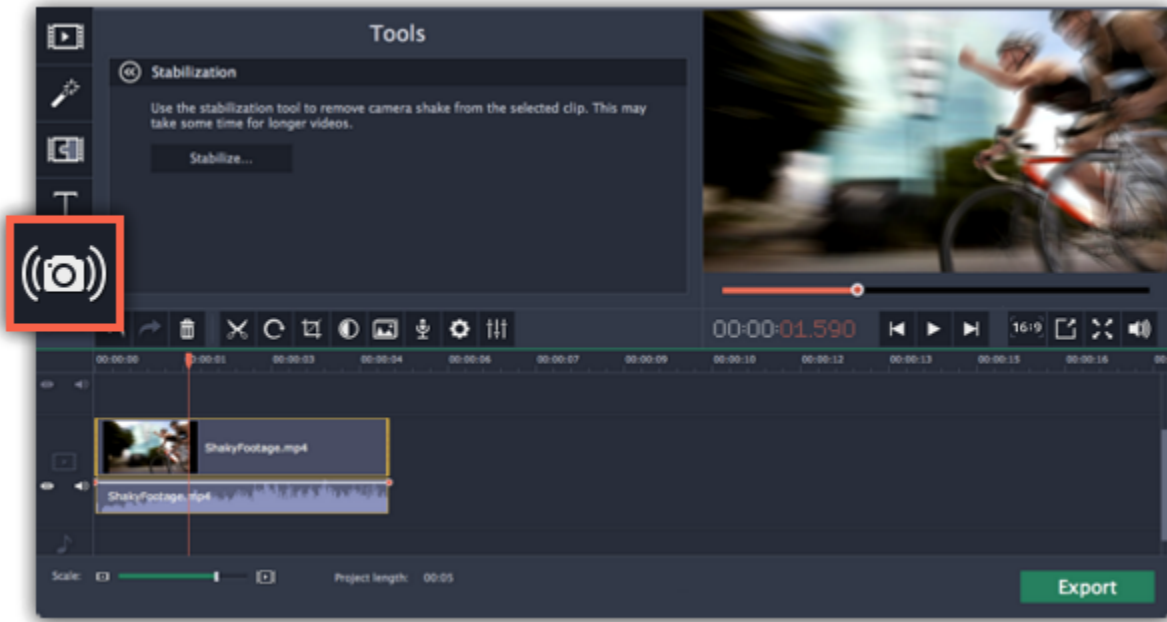 Tools
Stabilization
Use the stabilization tool to remove camera shake from the selected clip. This may
take some time for longer videos.
Stabilize...
T
00:00:01.590
16:9
00:00:00 00:00:01 00:00:03 00:00:04 00:00:06 00:00:07 00:00:09 00:00:10 00:00:12 00:00:13 00:00:15 00:00:16 00
ShakyFootage.mp4
ShakyFootage.mp4
Scale:
Project length: 00:05
Export